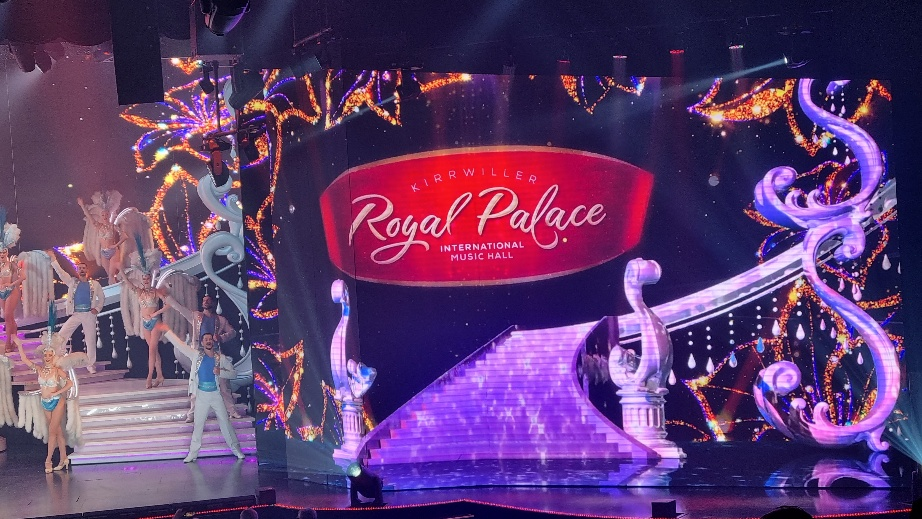 KIRRWILLER
Royal Palace
INTERNATIONAL
MUSIC HALL